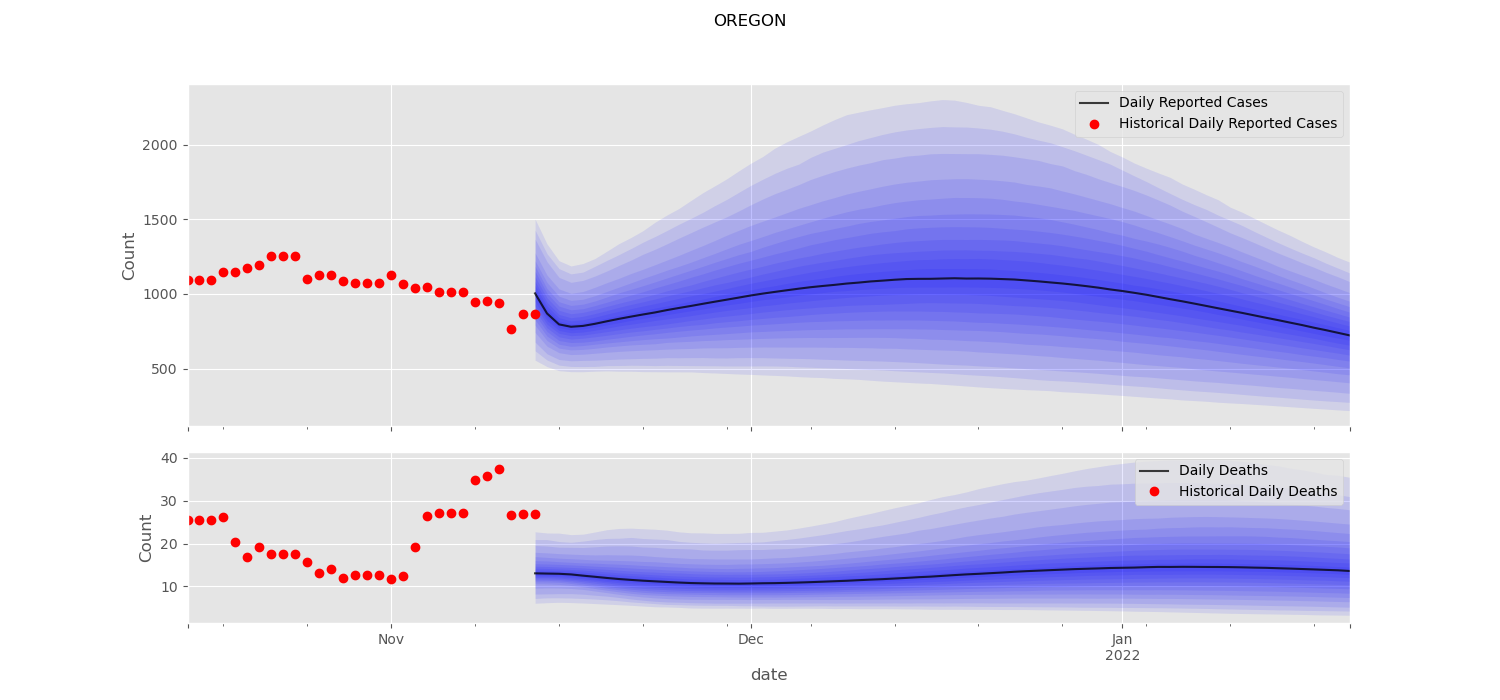 OREGON
Count
2000
1500
1000
500
Daily Reported Cases
Historical Daily Reported Cases
Count
40
30
20
10
Daily Deaths
Historical Daily Deaths
Nov
Dec
Jan
2022
date